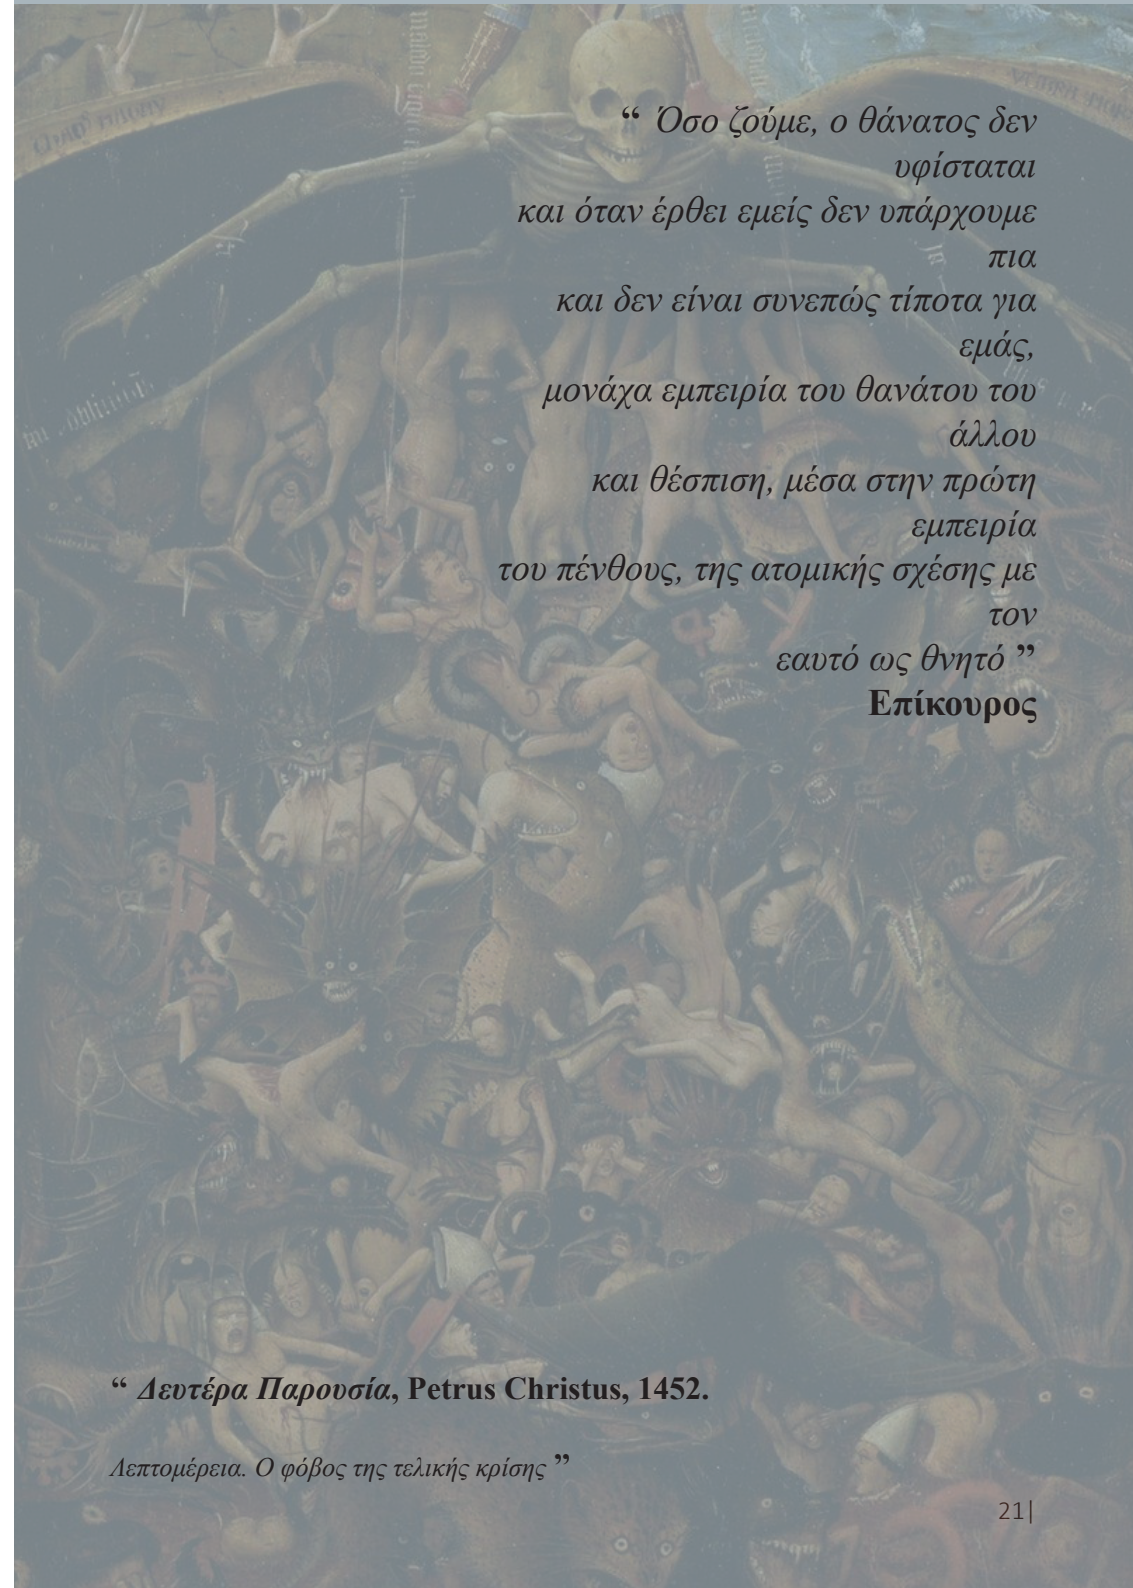 “ Όσο ζούμε, ο θάνατος δεν
υφίσταται
και όταν έρθει εμείς δεν υπάρχουμε
πια
και δεν είναι συνεπώς τίποτα για
εμάς,
μονάχα εμπειρία του θανάτου του
άλλου
και θέσπιση, μέσα στην πρώτη
εμπειρία
του πένθους, της ατομικής σχέσης με
τον
εαυτό ως θνητό ”
Επίκουρος
“ Δευτέρα Παρουσία, Petrus Christus, 1452.
Λεπτομέρεια. Ο φόβος της τελικής κρίσης ”
21|